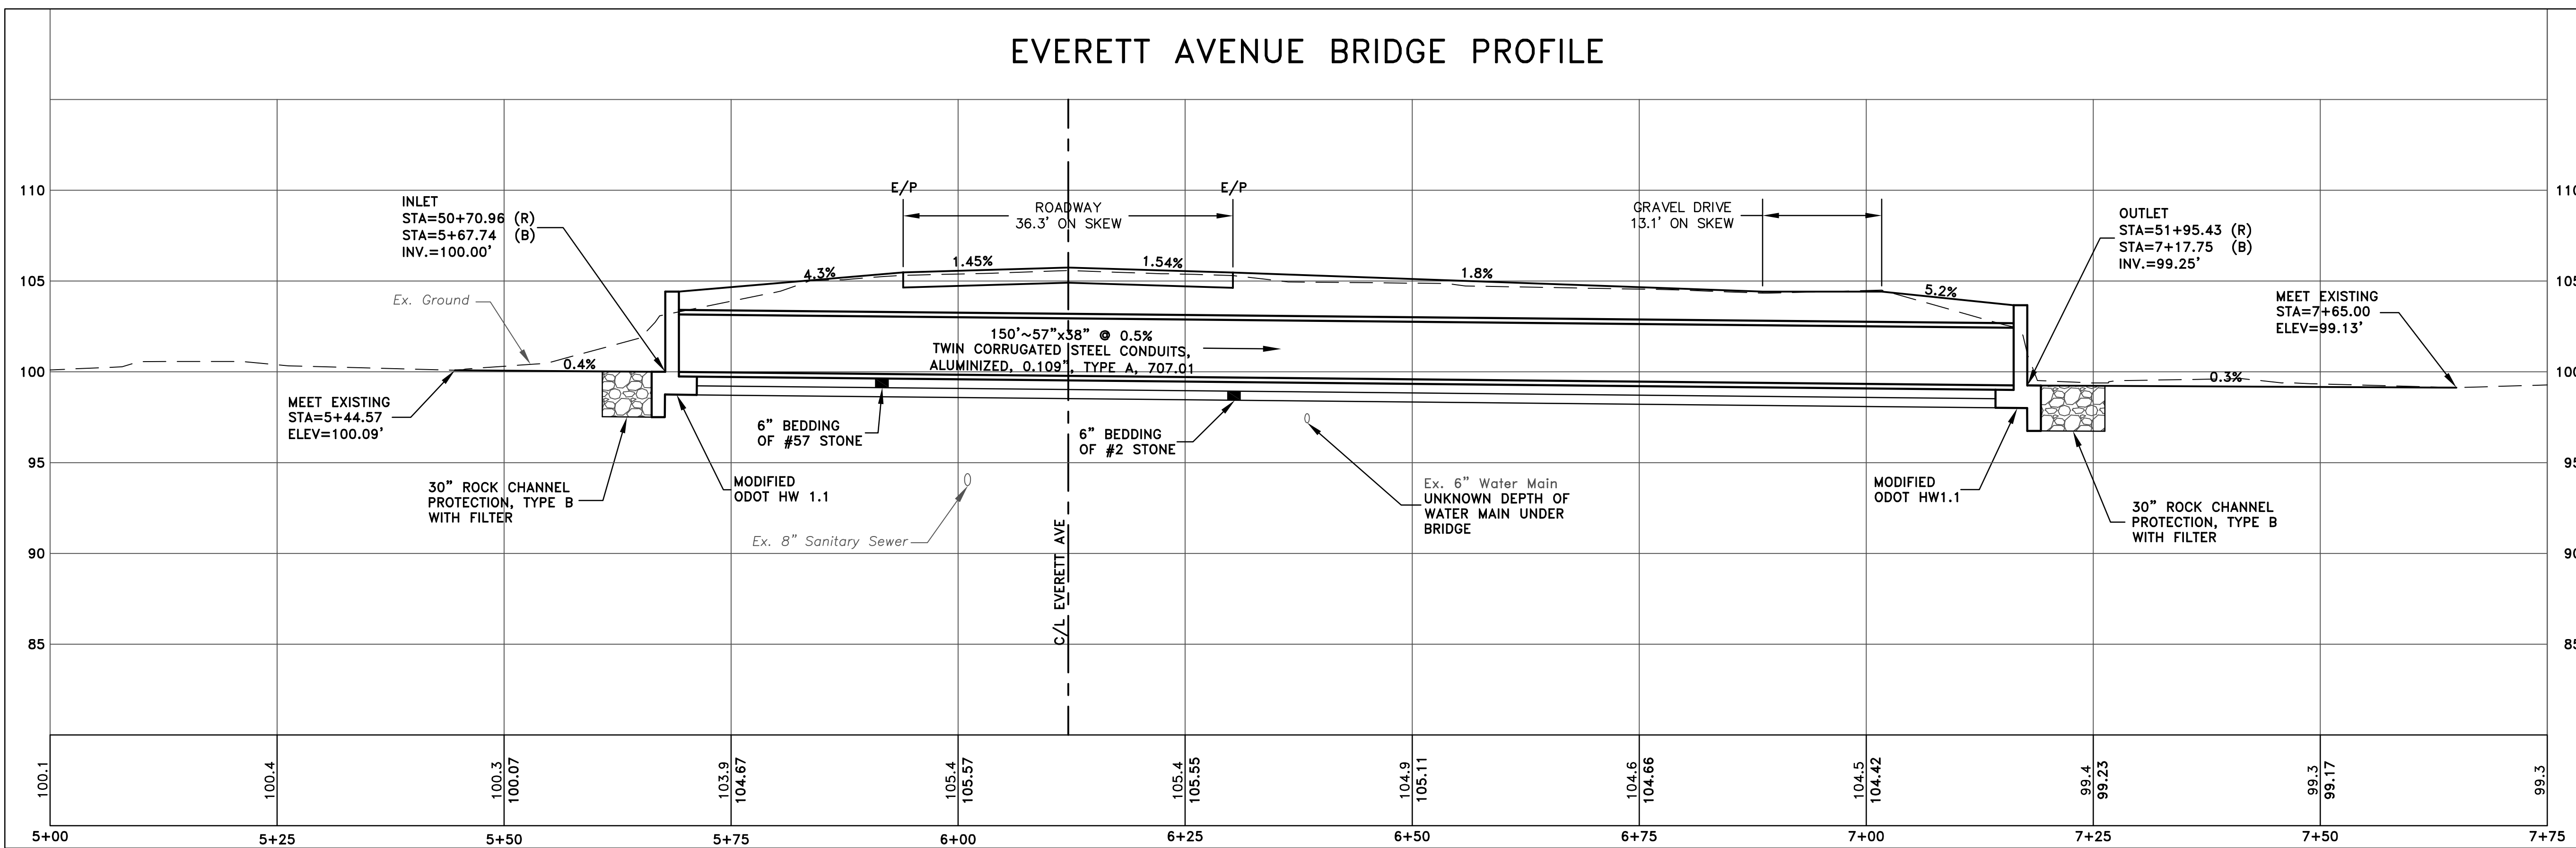 EVERETT AVENUE BRIDGE PROFILE
110
105
100
95
90
85
INLET
STA=50+70.96 (R)
STA=5+67.74 (B)
INV.=100.00'
Ex. Ground
MEET EXISTING
STA=5+44.57
ELEV=100.09'
0.4%
30" ROCK CHANNEL
PROTECTION, TYPE B
WITH FILTER
MODIFIED
ODOT HW 1.1
4.3%
E/P
ROADWAY
36.3' ON SKEW
E/P
1.45%
1.54%
1.8%
150'~57"x38" @ 0.5%
TWIN CORRUGATED STEEL CONDUITS,
ALUMINIZED, 0.109", TYPE A, 707.01
6" BEDDING
OF #57 STONE
6" BEDDING
OF #2 STONE
Ex. 8" Sanitary Sewer
C/L EVERETT AVE
Ex. 6" Water Main
UNKNOWN DEPTH OF
WATER MAIN UNDER
BRIDGE
GRAVEL DRIVE
13.1' ON SKEW
5.2%
OUTLET
STA=51+95.43 (R)
STA=7+17.75 (B)
INV.=99.25'
MODIFIED
ODOT HW1.1
30" ROCK CHANNEL
PROTECTION, TYPE B
WITH FILTER
0.3%
MEET EXISTING
STA=7+65.00
ELEV=99.13'
100.1
100.4
100.3
100.07
103.9
104.67
105.4
105.57
105.4
105.55
104.9
105.11
104.6
104.66
104.5
104.42
99.4
99.23
99.3
99.17
99.3
5+00
5+25
5+50
5+75
6+00
6+25
6+50
6+75
7+00
7+25
7+50
7+75